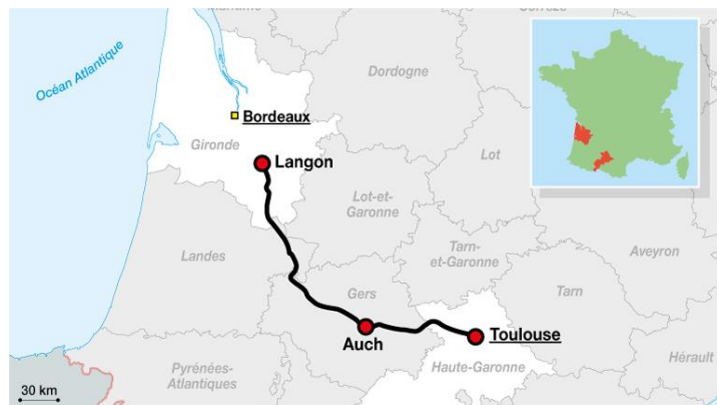 Corrèze
Océan Atlantique
Dordogne
Bordeaux
Gironde
Langon
Lot
Lot-et-
Garonne
Aveyron
Landes
Tarn-
et-Garonne
Gers
Tarn
Auch
Toulouse
Pyrénées-
Atlantiques
Haute-Garonne
Hérault
30 km